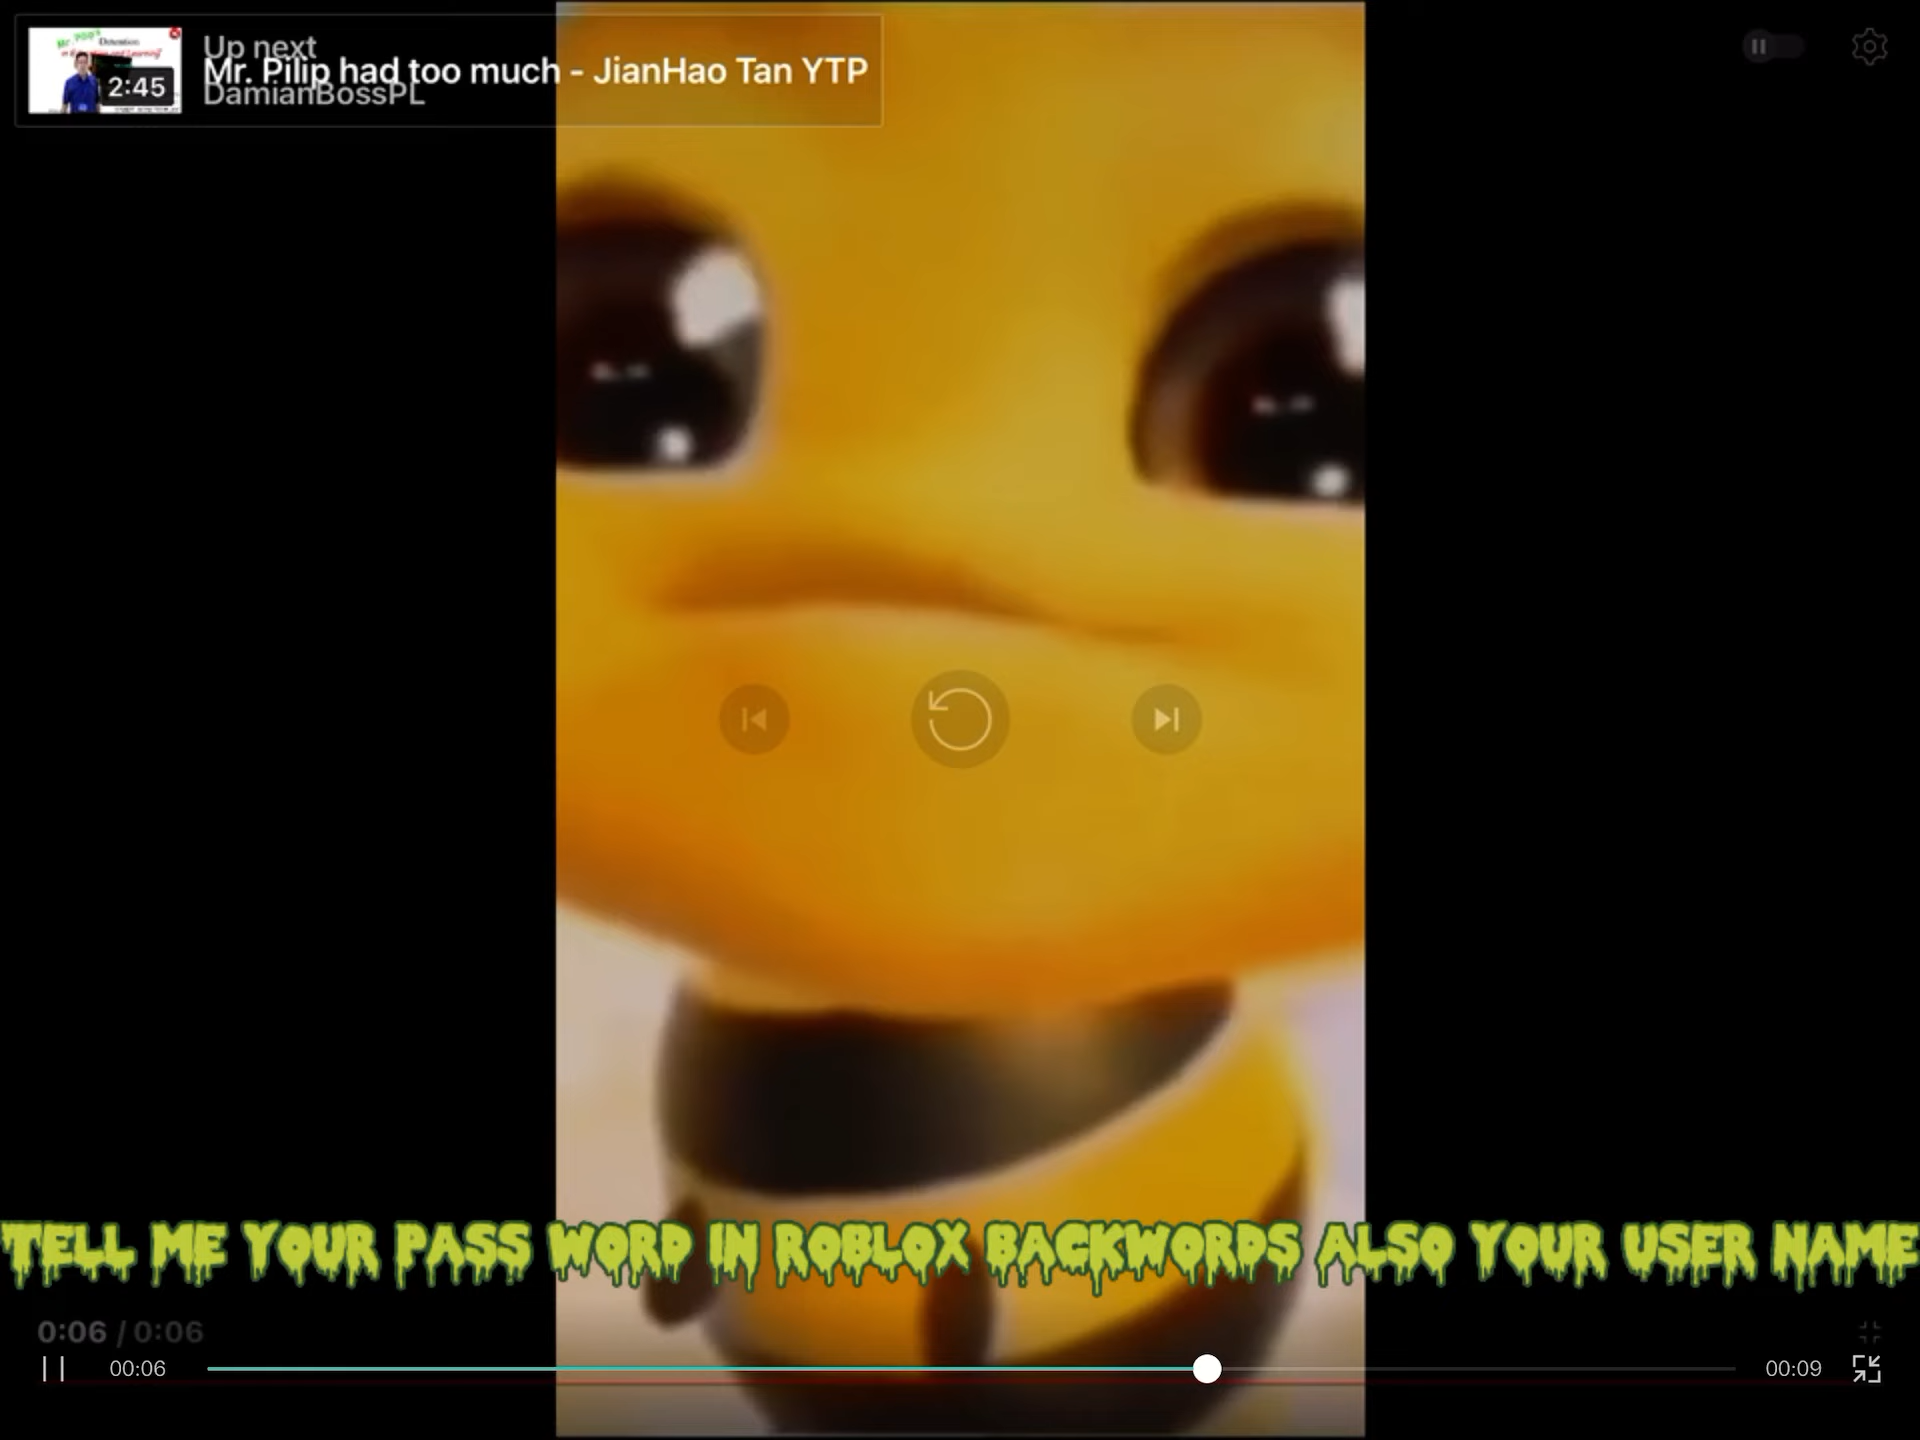 Up next
Mr. Pilip had too much - JianHao Tan YTP
DamianBossPL
2:45
TELL ME YOUR PASS WORD IN ROBLOX BACKWORDS ALSO YOUR USER NAME
0:06 / 0:06
00:06
00:09